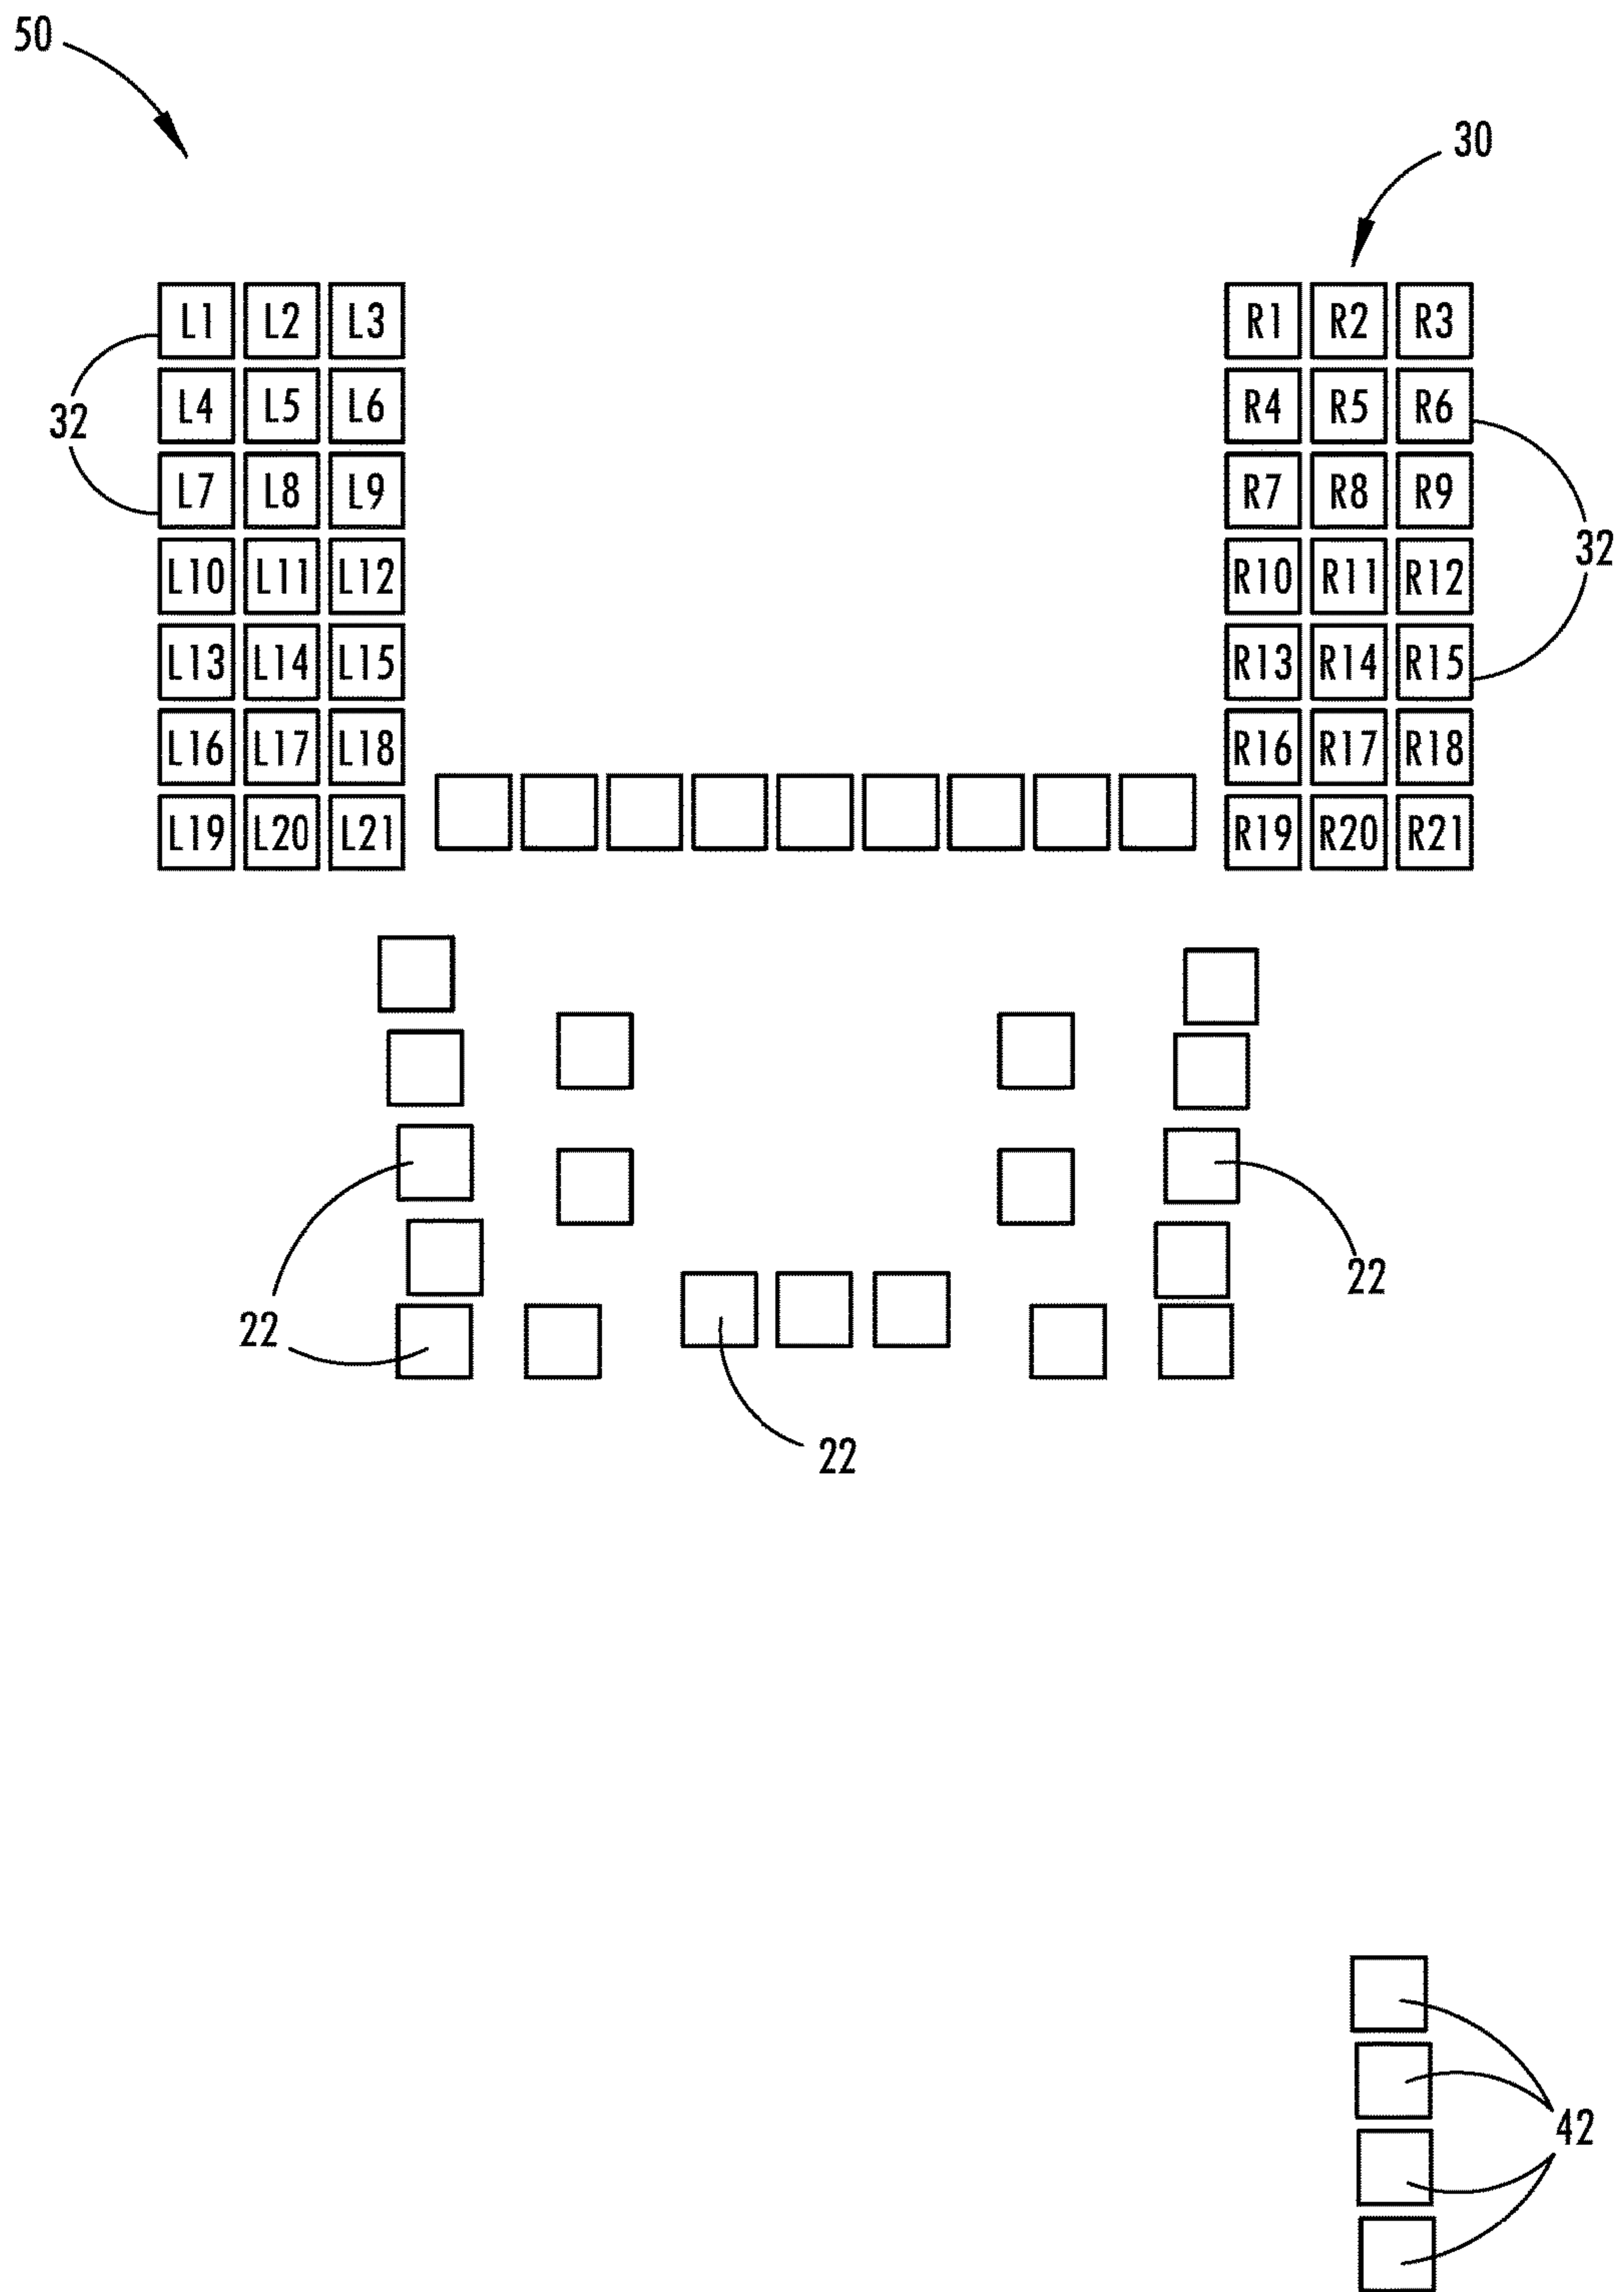 50
30
L1 L2 L3 R1 R2 R3
L4 L5 L6 R4 R5 R6
32
L7 L8 L9 R7 R8 R9
32
L10 L11 L12 R10 R11 R12
L13 L14 L15 R13 R14 R15
L16 L17 L18 R16 R17 R18
L19 L20 L21 R19 R20 R21
22
22
22
42